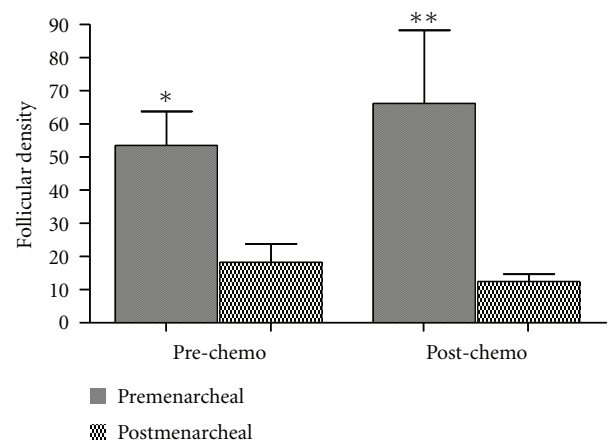 90
80
70
60
50
40
30
20
10
0
Follicular density
*
**
Pre-chemo
Post-chemo
Premenarcheal
Postmenarcheal